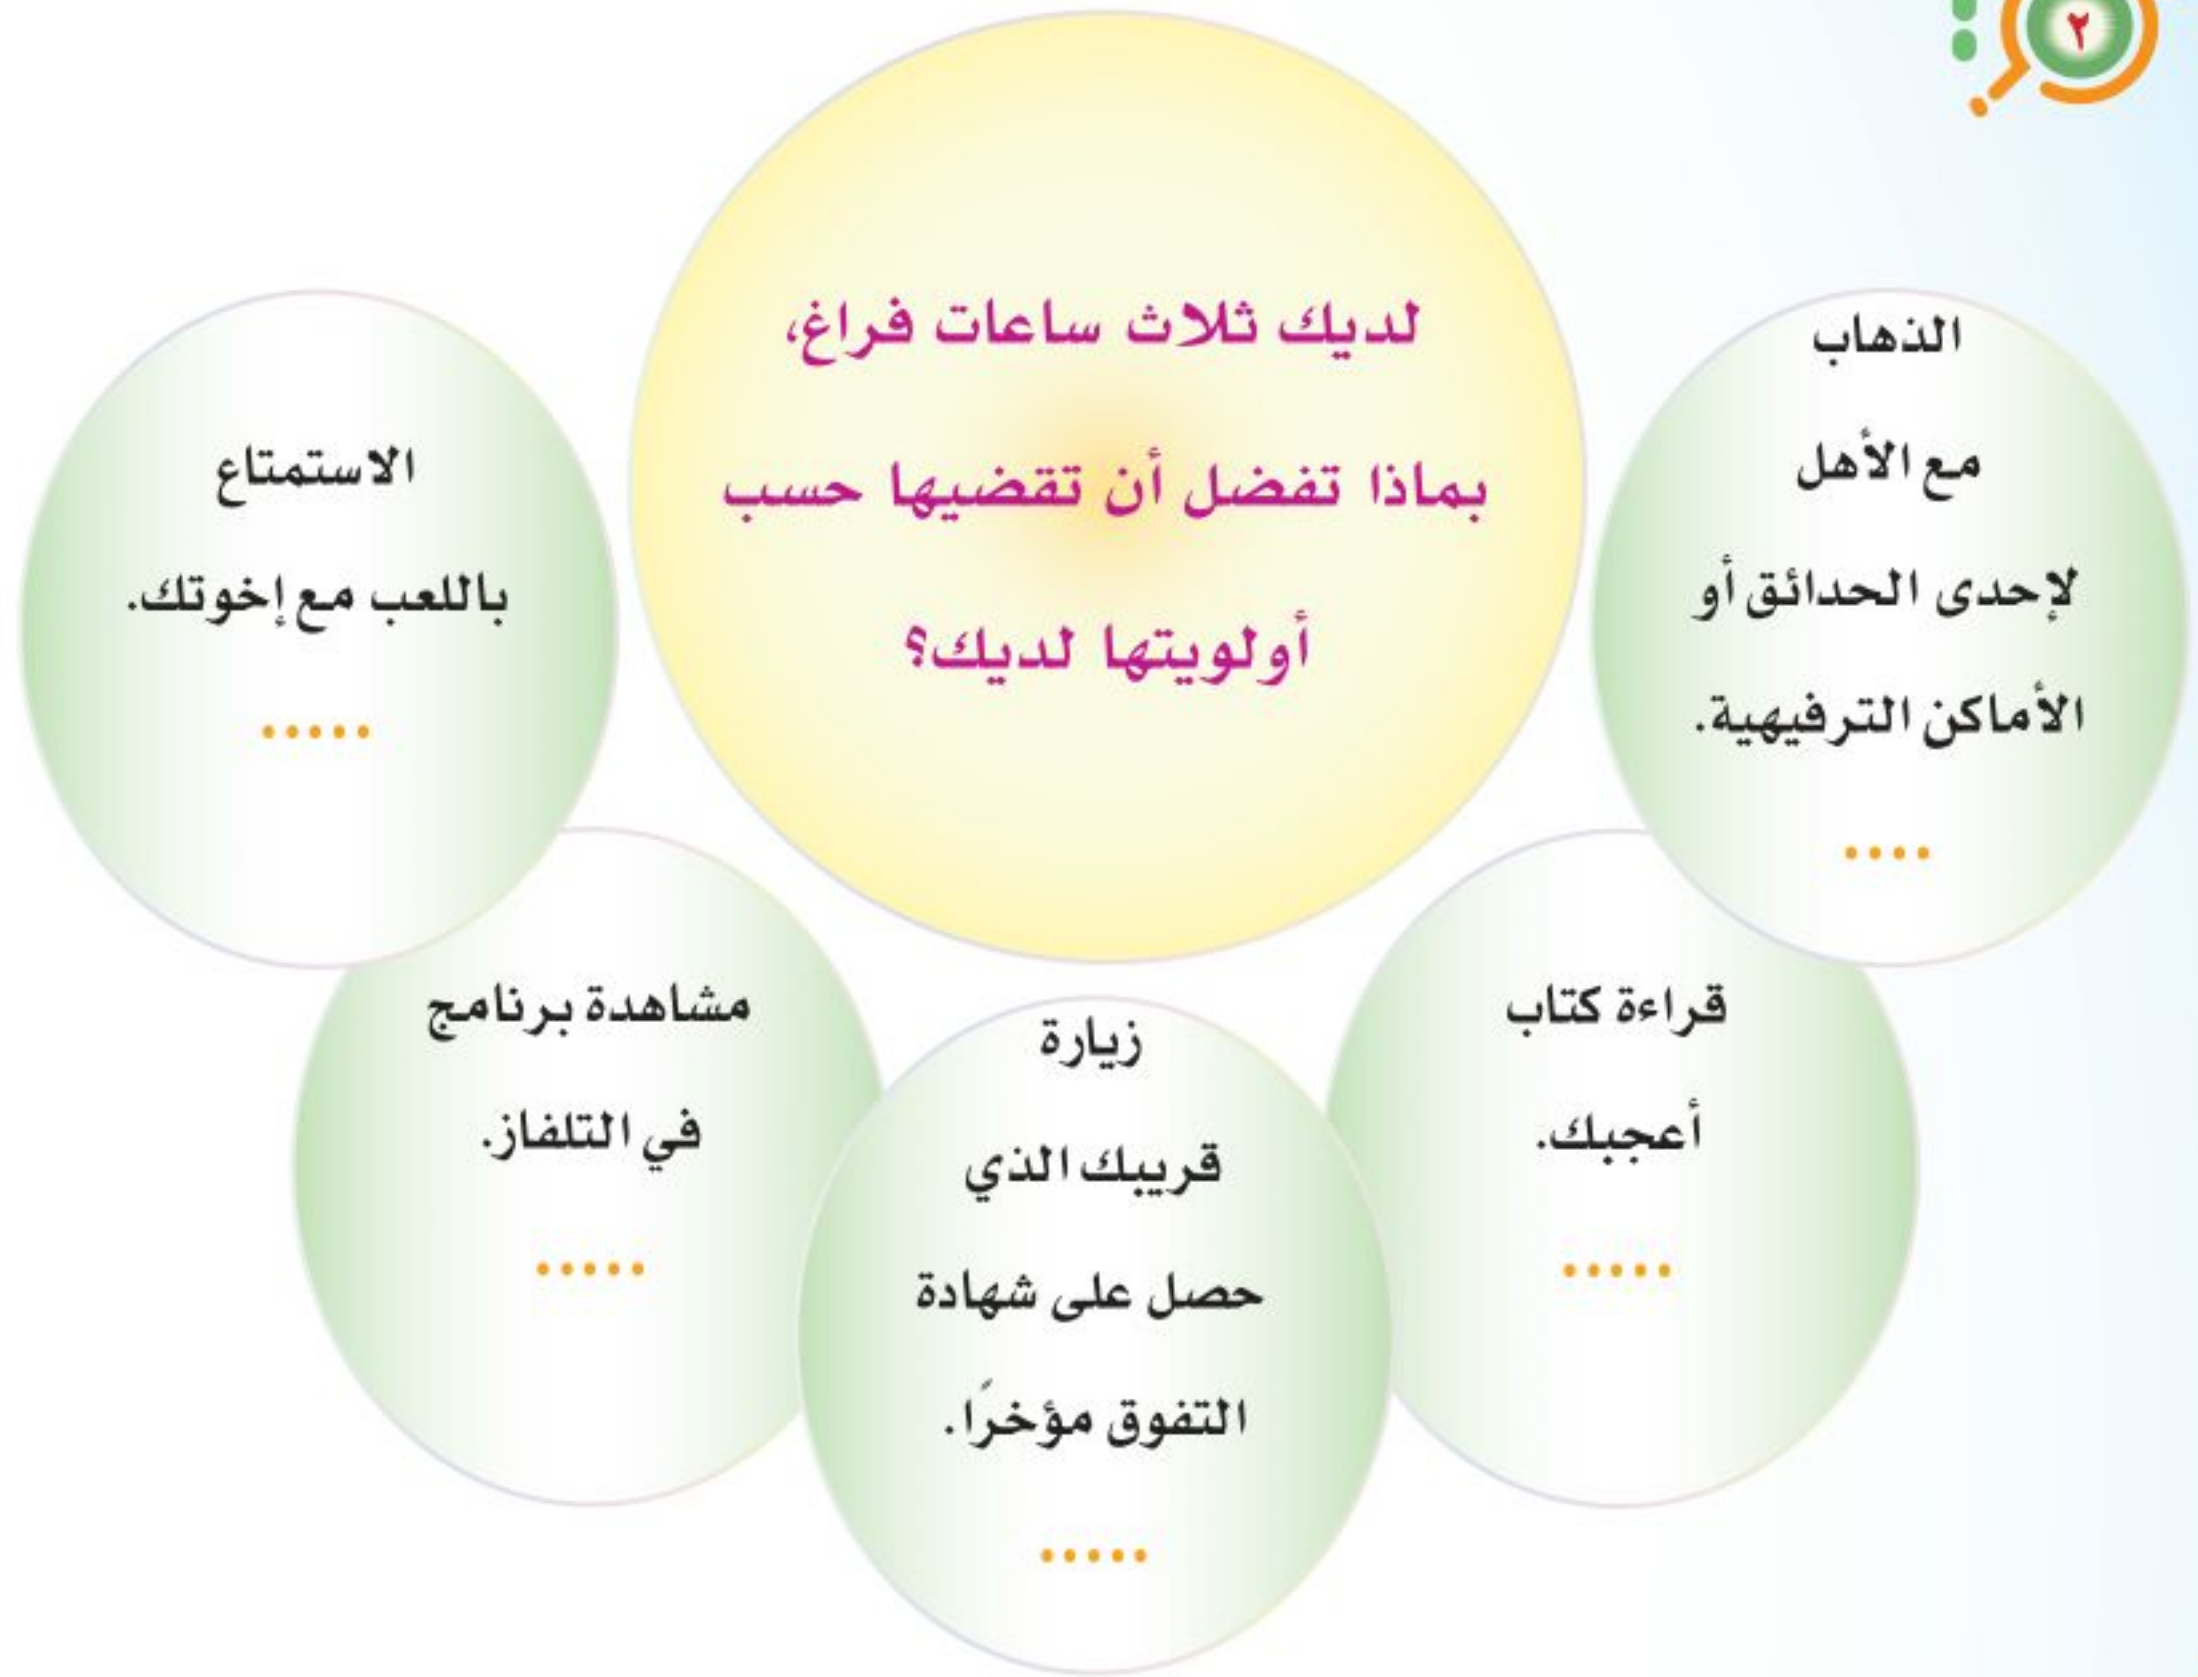 ٢
لديك ثلاث ساعات فراغ،
بماذا تفضل أن تقضيها حسب
أولويتها لديك؟
الذهاب
مع الأهل
لإحدى الحدائق أو
الأماكن الترفيهية.
....
قراءة كتاب
أعجبك.
.....
زيارة
قريبك الذي
حصل على شهادة
التفوق مؤخرًا.
.....
مشاهدة برنامج
في التلفاز.
.....
الاستمتاع
باللعب مع إخوتك.
.....